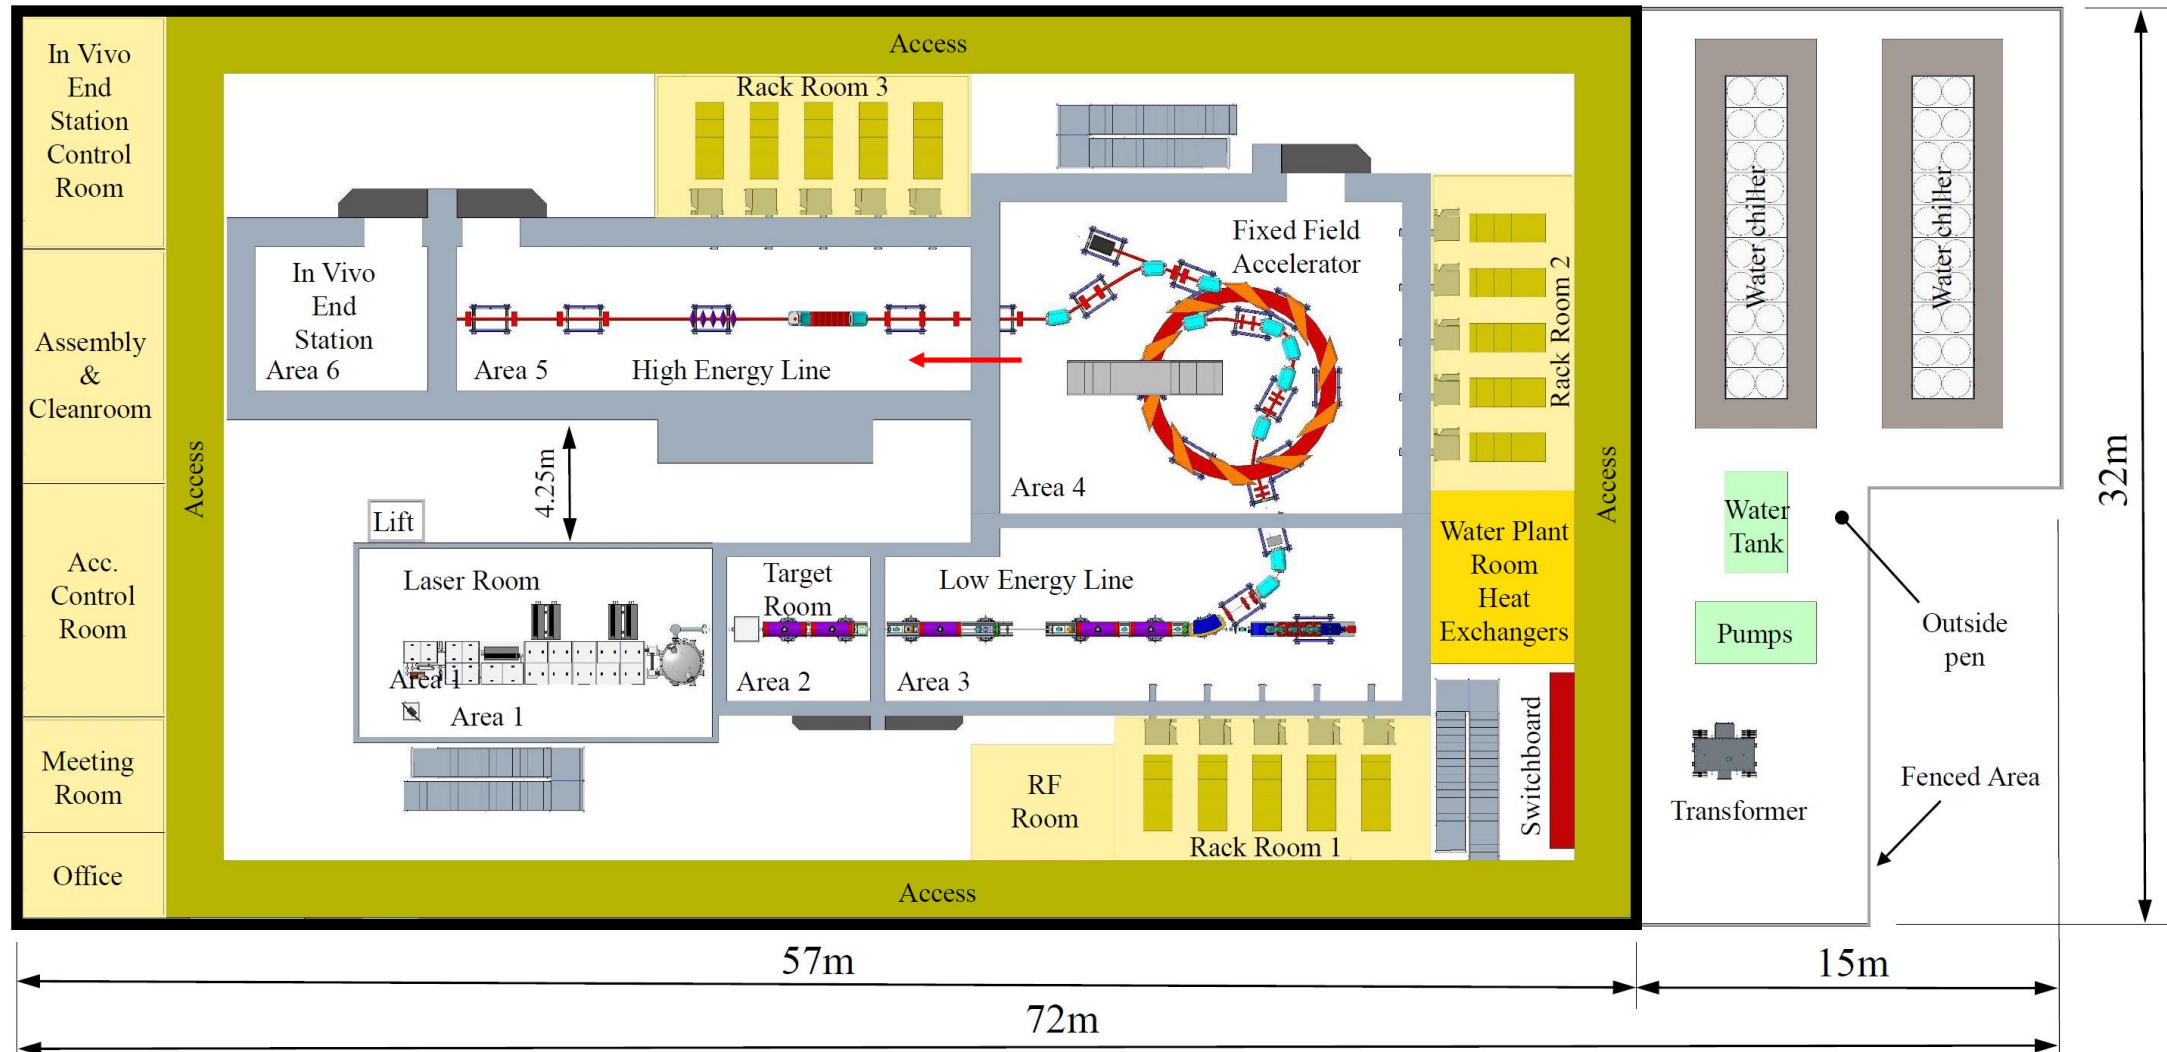 In Vivo
End
Station
Control
Room
Assembly
&
Cleanroom
Acc.
Control
Room
Meeting
Room
Office
Access
Access
Access
Access
Rack Room 3
In Vivo
End
Station
Area 6
Area 5
High Energy Line
Fixed Field
Accelerator
Area 4
Rack Room 2
4.25m
Lift
Laser Room
Area 1
Area 1
Target
Room
Area 2
Low Energy Line
Area 3
Water Plant
Room
Heat
Exchangers
RF
Room
Rack Room 1
Switchboard
Water chiller
Water chiller
Water
Tank
Pumps
Transformer
Outside
pen
Fenced Area
32m
57m
15m
72m